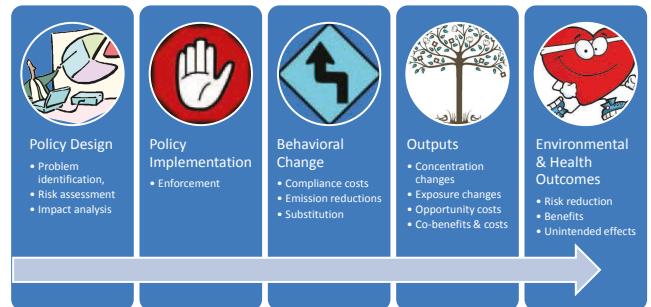 Policy Design
• Problem
identification,
• Risk assessment
• Impact analysis
Policy
Implementation
• Enforcement
Behavioral
Change
• Compliance costs
• Emission reductions
• Substitution
Outputs
• Concentration
changes
• Exposure changes
• Opportunity costs
• Co-benefits & costs
Environmental
& Health
Outcomes
• Risk reduction
• Benefits
• Unintended effects